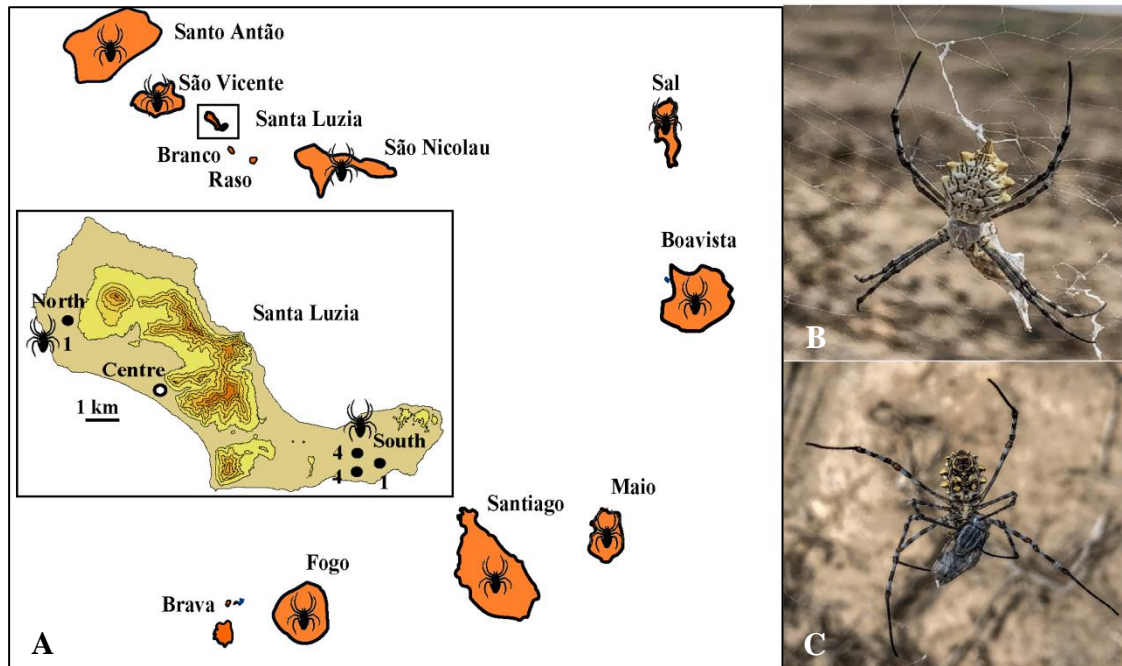 Santo Antão
São Vicente
Sal
Santa Luzia
Branco
São Nicolau
Raso
Boavista
North
Santa Luzia
1
Centre
1 km
South
4
4
1
Santiago
Maio
Fogo
Brava
A
B
C